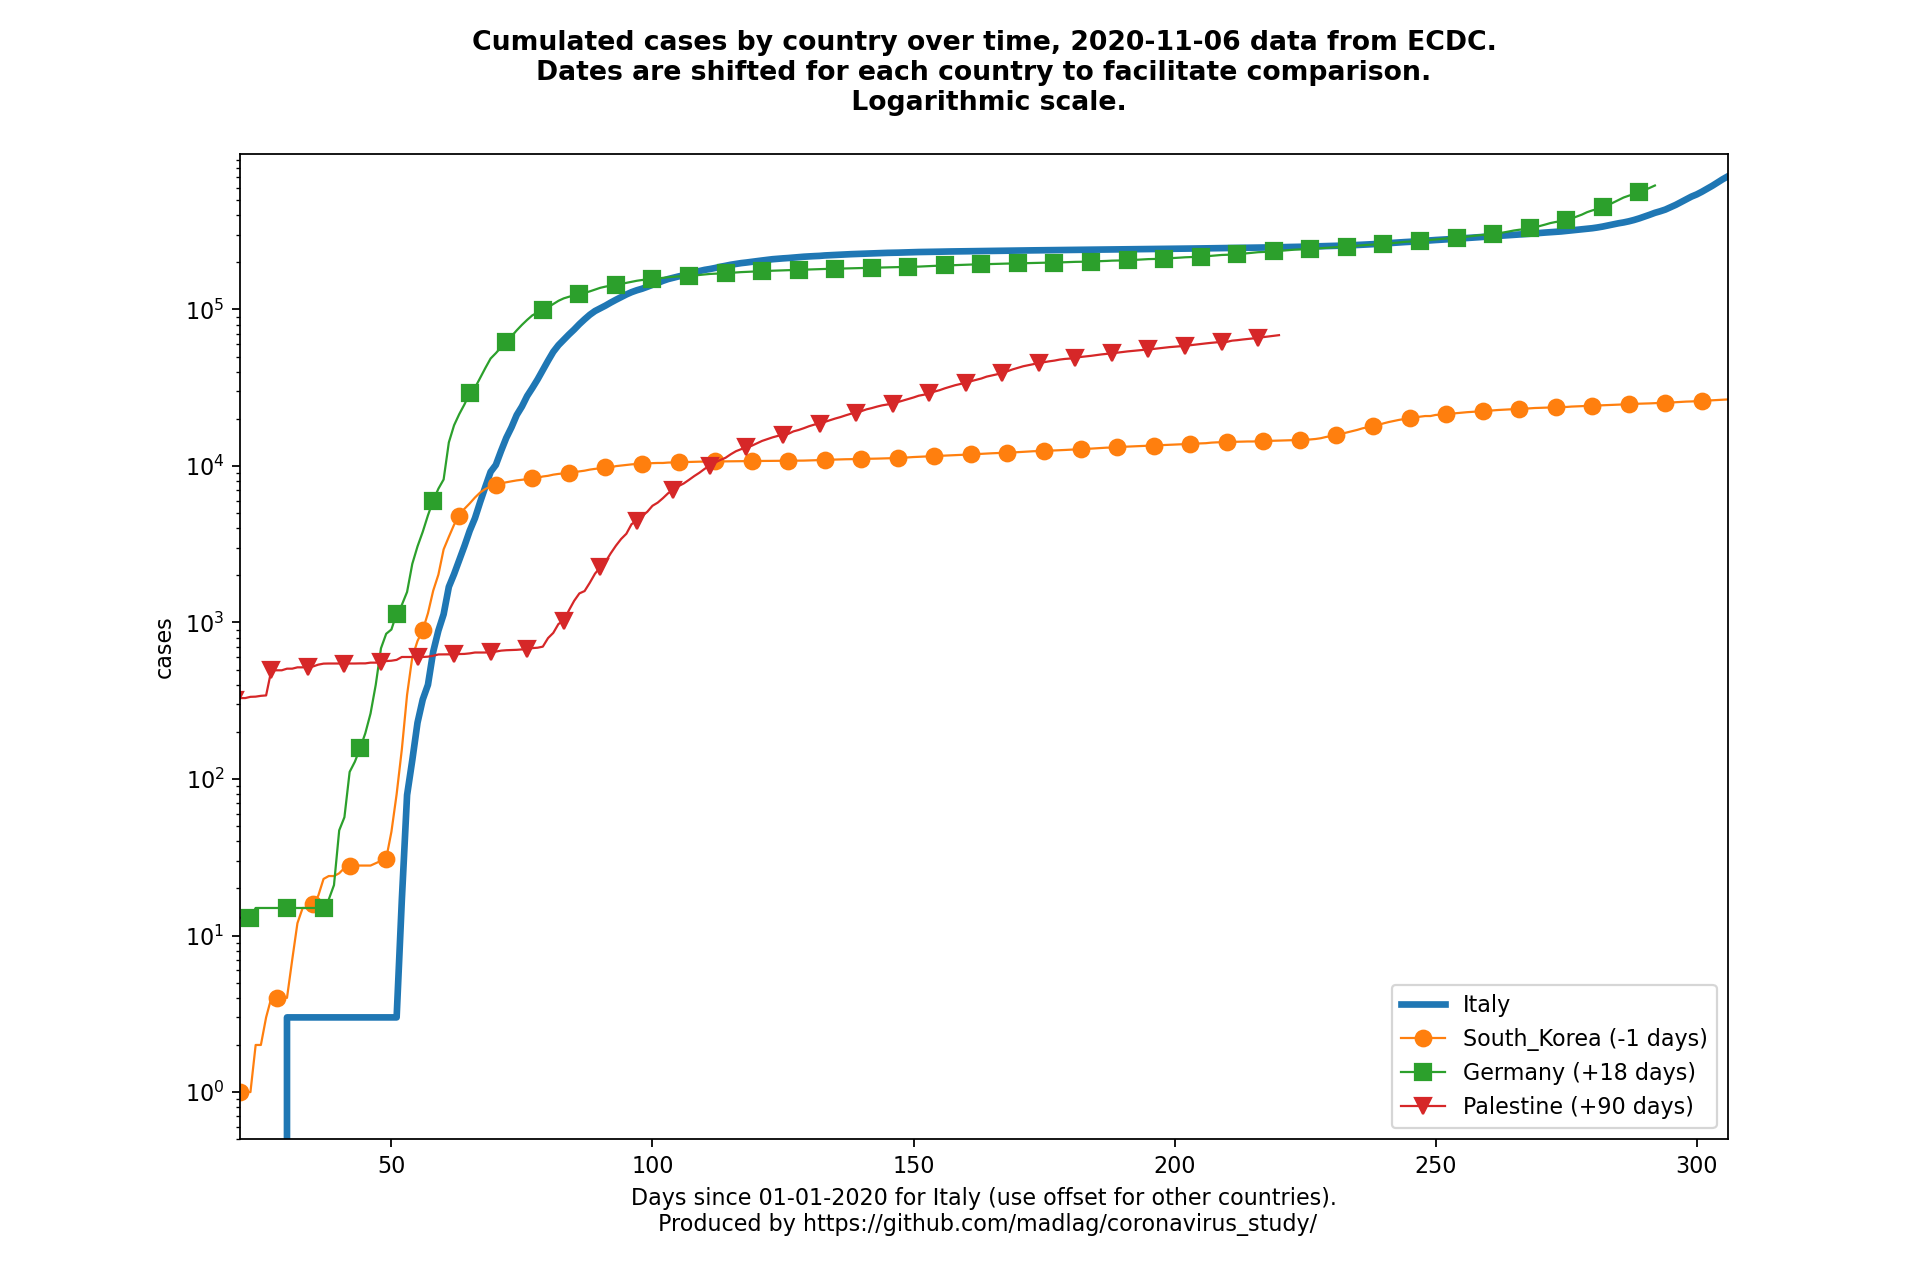 Cumulated cases by country over time, 2020-11-06 data from ECDC.
Dates are shifted for each country to facilitate comparison.
Logarithmic scale.
cases
10^5
10^4
10^3
10^2
10^1
10^0
50 100 150 200 250 300
Italy
South_Korea (-1 days)
Germany (+18 days)
Palestine (+90 days)
Days since 01-01-2020 for Italy (use offset for other countries).
Produced by https://github.com/madlag/coronavirus_study/